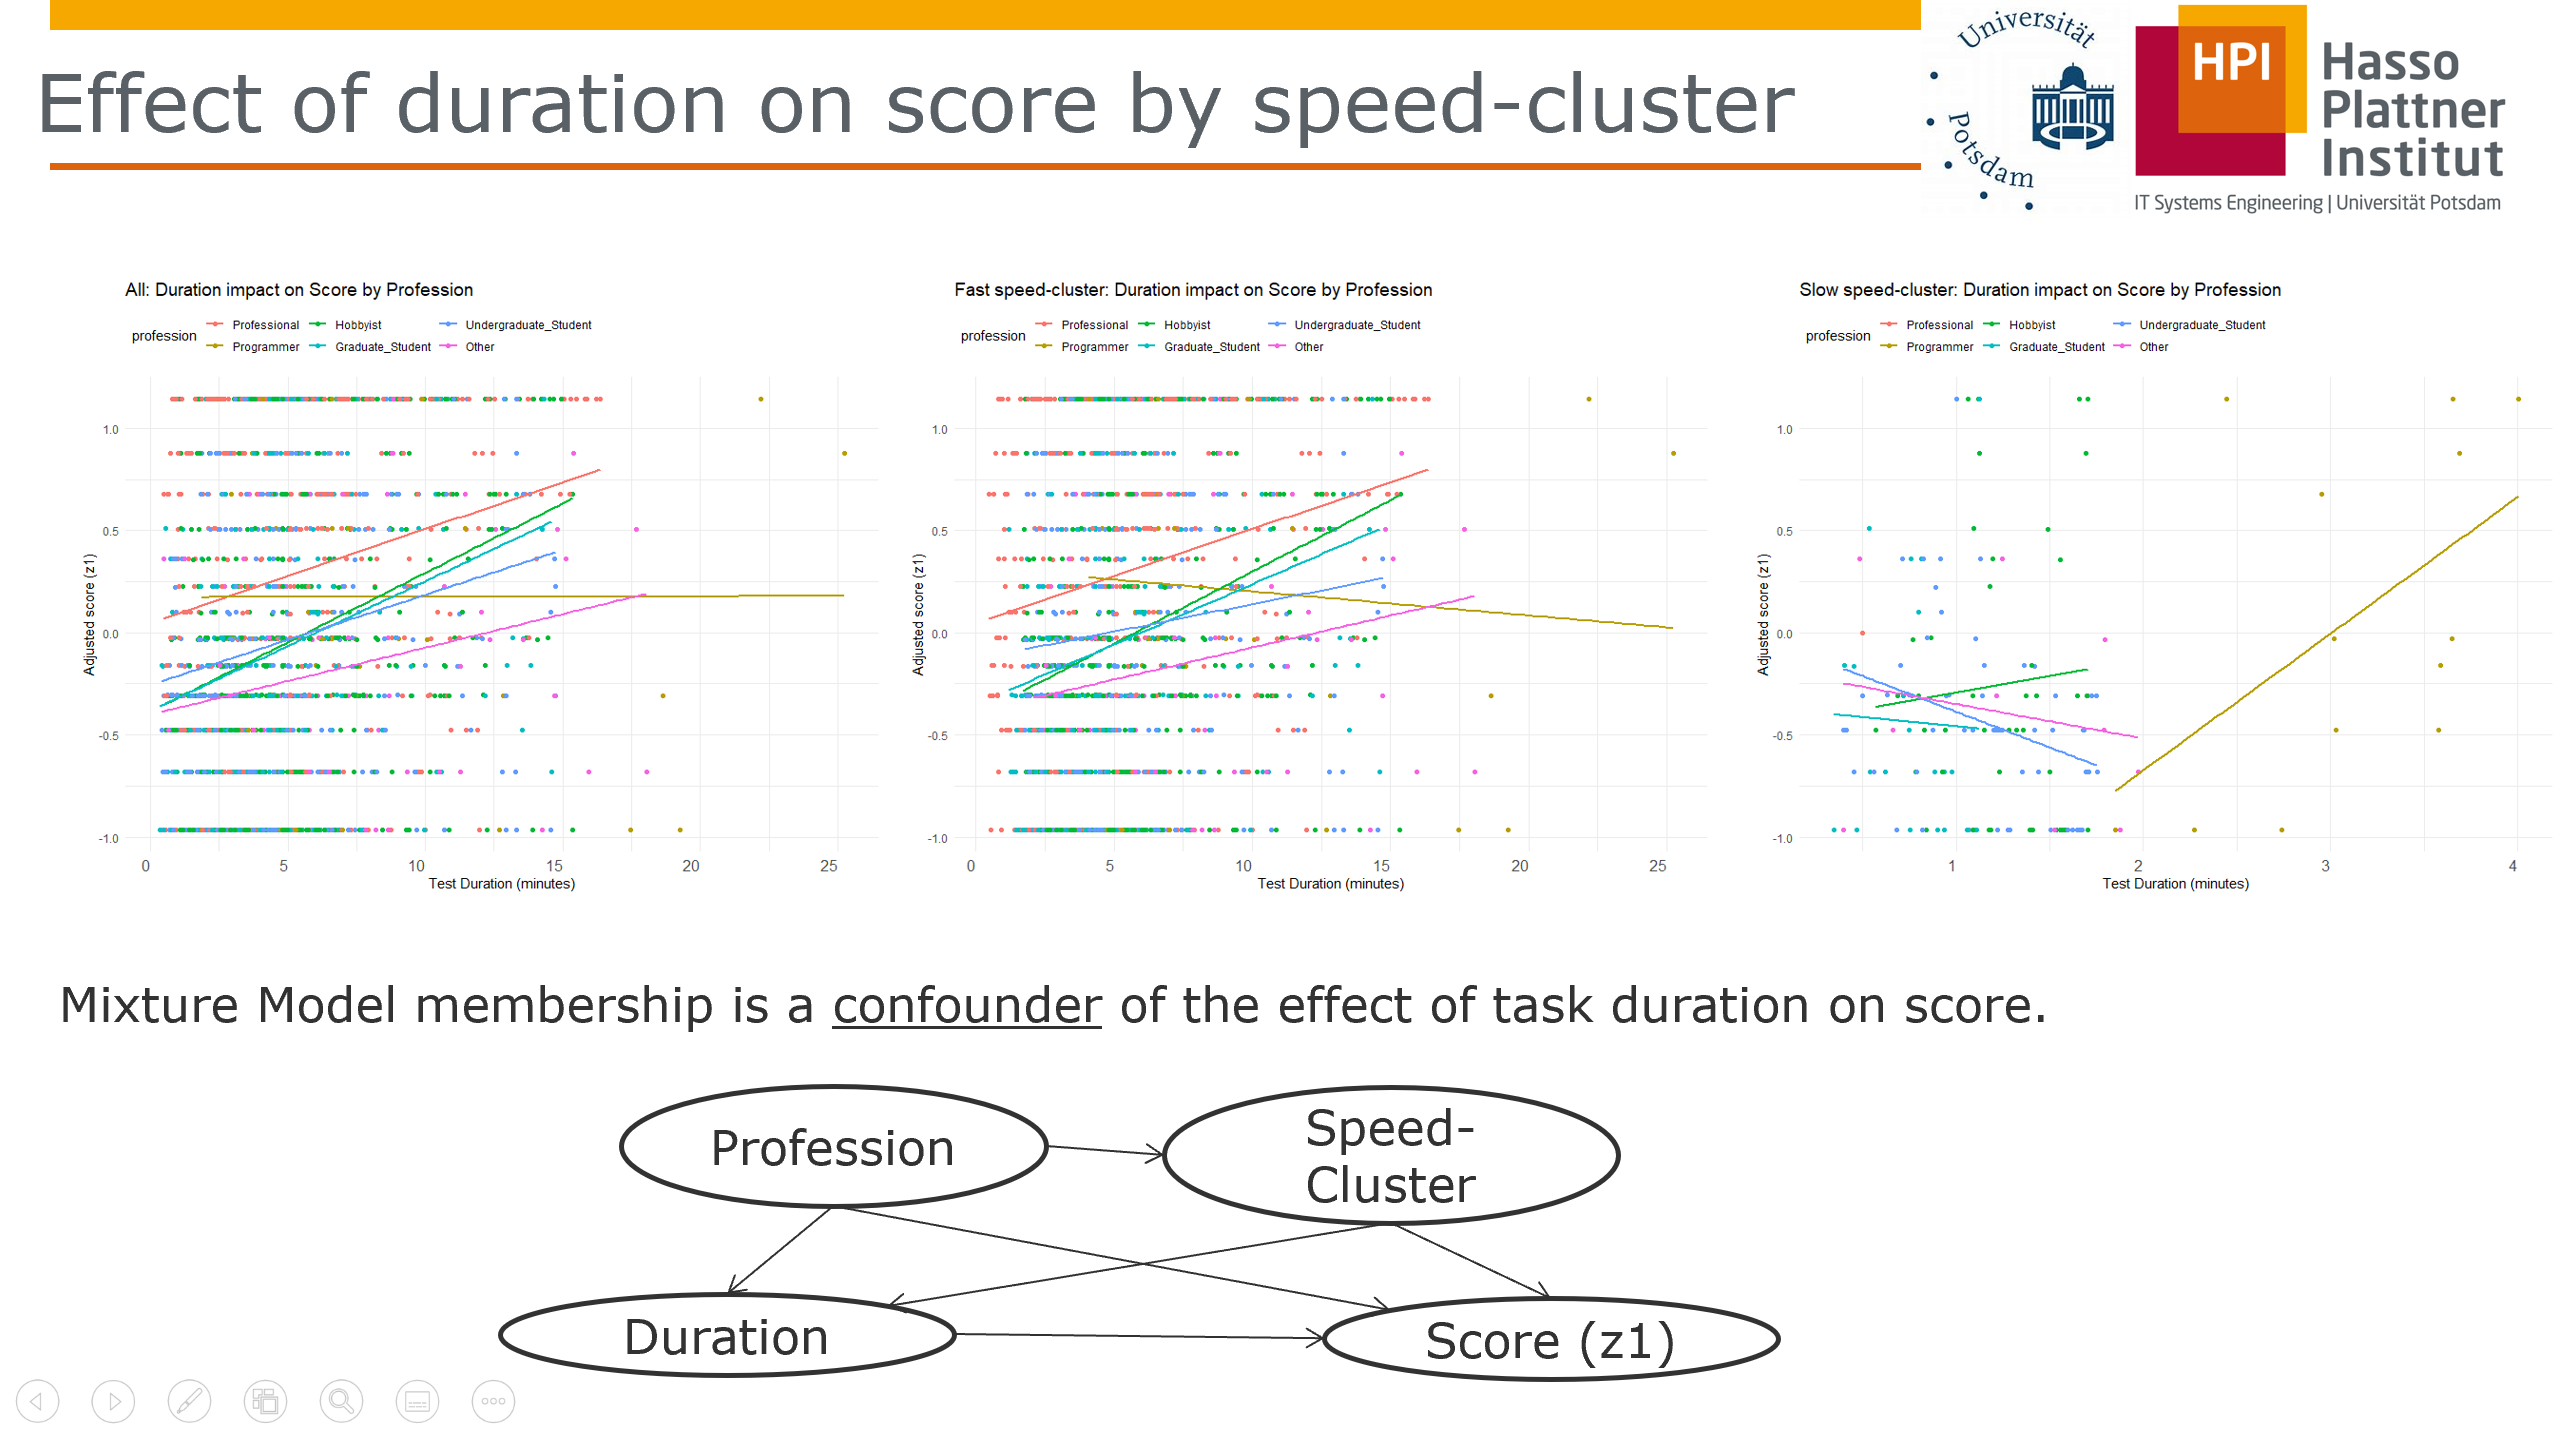 Effect of duration on score by speed-cluster
Universität
Potsdam
HPI
Hasso
Plattner
Institut
IT Systems Engineering | Universität Potsdam
All: Duration impact on Score by Profession
profession
Professional
Hobbyist
Undergraduate_Student
Programmer
Graduate_Student
Other
1.0
0.5
0.0
-0.5
-1.0
Adjusted score (z1)
0 5 10 15 20 25
Test Duration (minutes)
Fast speed-cluster: Duration impact on Score by Profession
profession
Professional
Hobbyist
Undergraduate_Student
Programmer
Graduate_Student
Other
1.0
0.5
0.0
-0.5
-1.0
Adjusted score (z1)
0 5 10 15 20 25
Test Duration (minutes)
Slow speed-cluster: Duration impact on Score by Profession
profession
Professional
Hobbyist
Undergraduate_Student
Programmer
Graduate_Student
Other
1.0
0.5
0.0
-0.5
-1.0
Adjusted score (z1)
1 2 3 4
Test Duration (minutes)
Mixture Model membership is a confounder of the effect of task duration on score.
Profession
Speed-
Cluster
Duration
Score (z1)